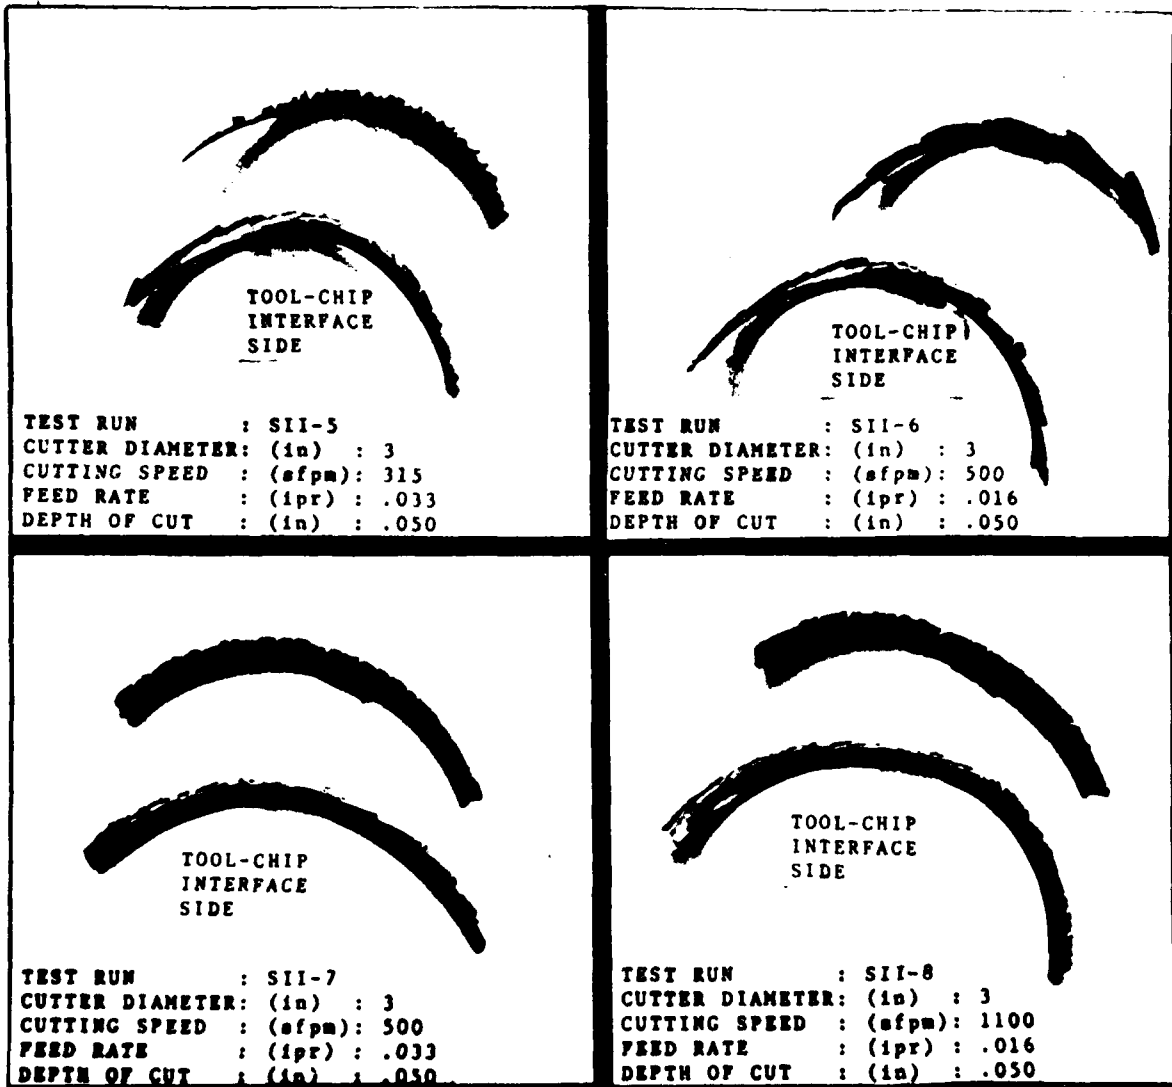 TOOL-CHIP
INTERFACE
SIDE
TEST RUN : SII-5
CUTTER DIAMETER: (in) : 3
CUTTING SPEED : (sfpm): 315
FEED RATE : (ipr) : .033
DEPTH OF CUT : (in) : .050
TOOL-CHIP
INTERFACE
SIDE
TEST RUN : SII-6
CUTTER DIAMETER: (in) : 3
CUTTING SPEED : (sfpm): 500
FEED RATE : (ipr) : .016
DEPTH OF CUT : (in) : .050
TOOL-CHIP
INTERFACE
SIDE
TEST RUN : SII-7
CUTTER DIAMETER: (in) : 3
CUTTING SPEED : (sfpm): 500
FEED RATE : (ipr) : .033
DEPTH OF CUT : (in) : .050
TOOL-CHIP
INTERFACE
SIDE
TEST RUN : SII-8
CUTTER DIAMETER: (in) : 3
CUTTING SPEED : (sfpm): 1100
FEED RATE : (ipr) : .016
DEPTH OF CUT : (in) : .050